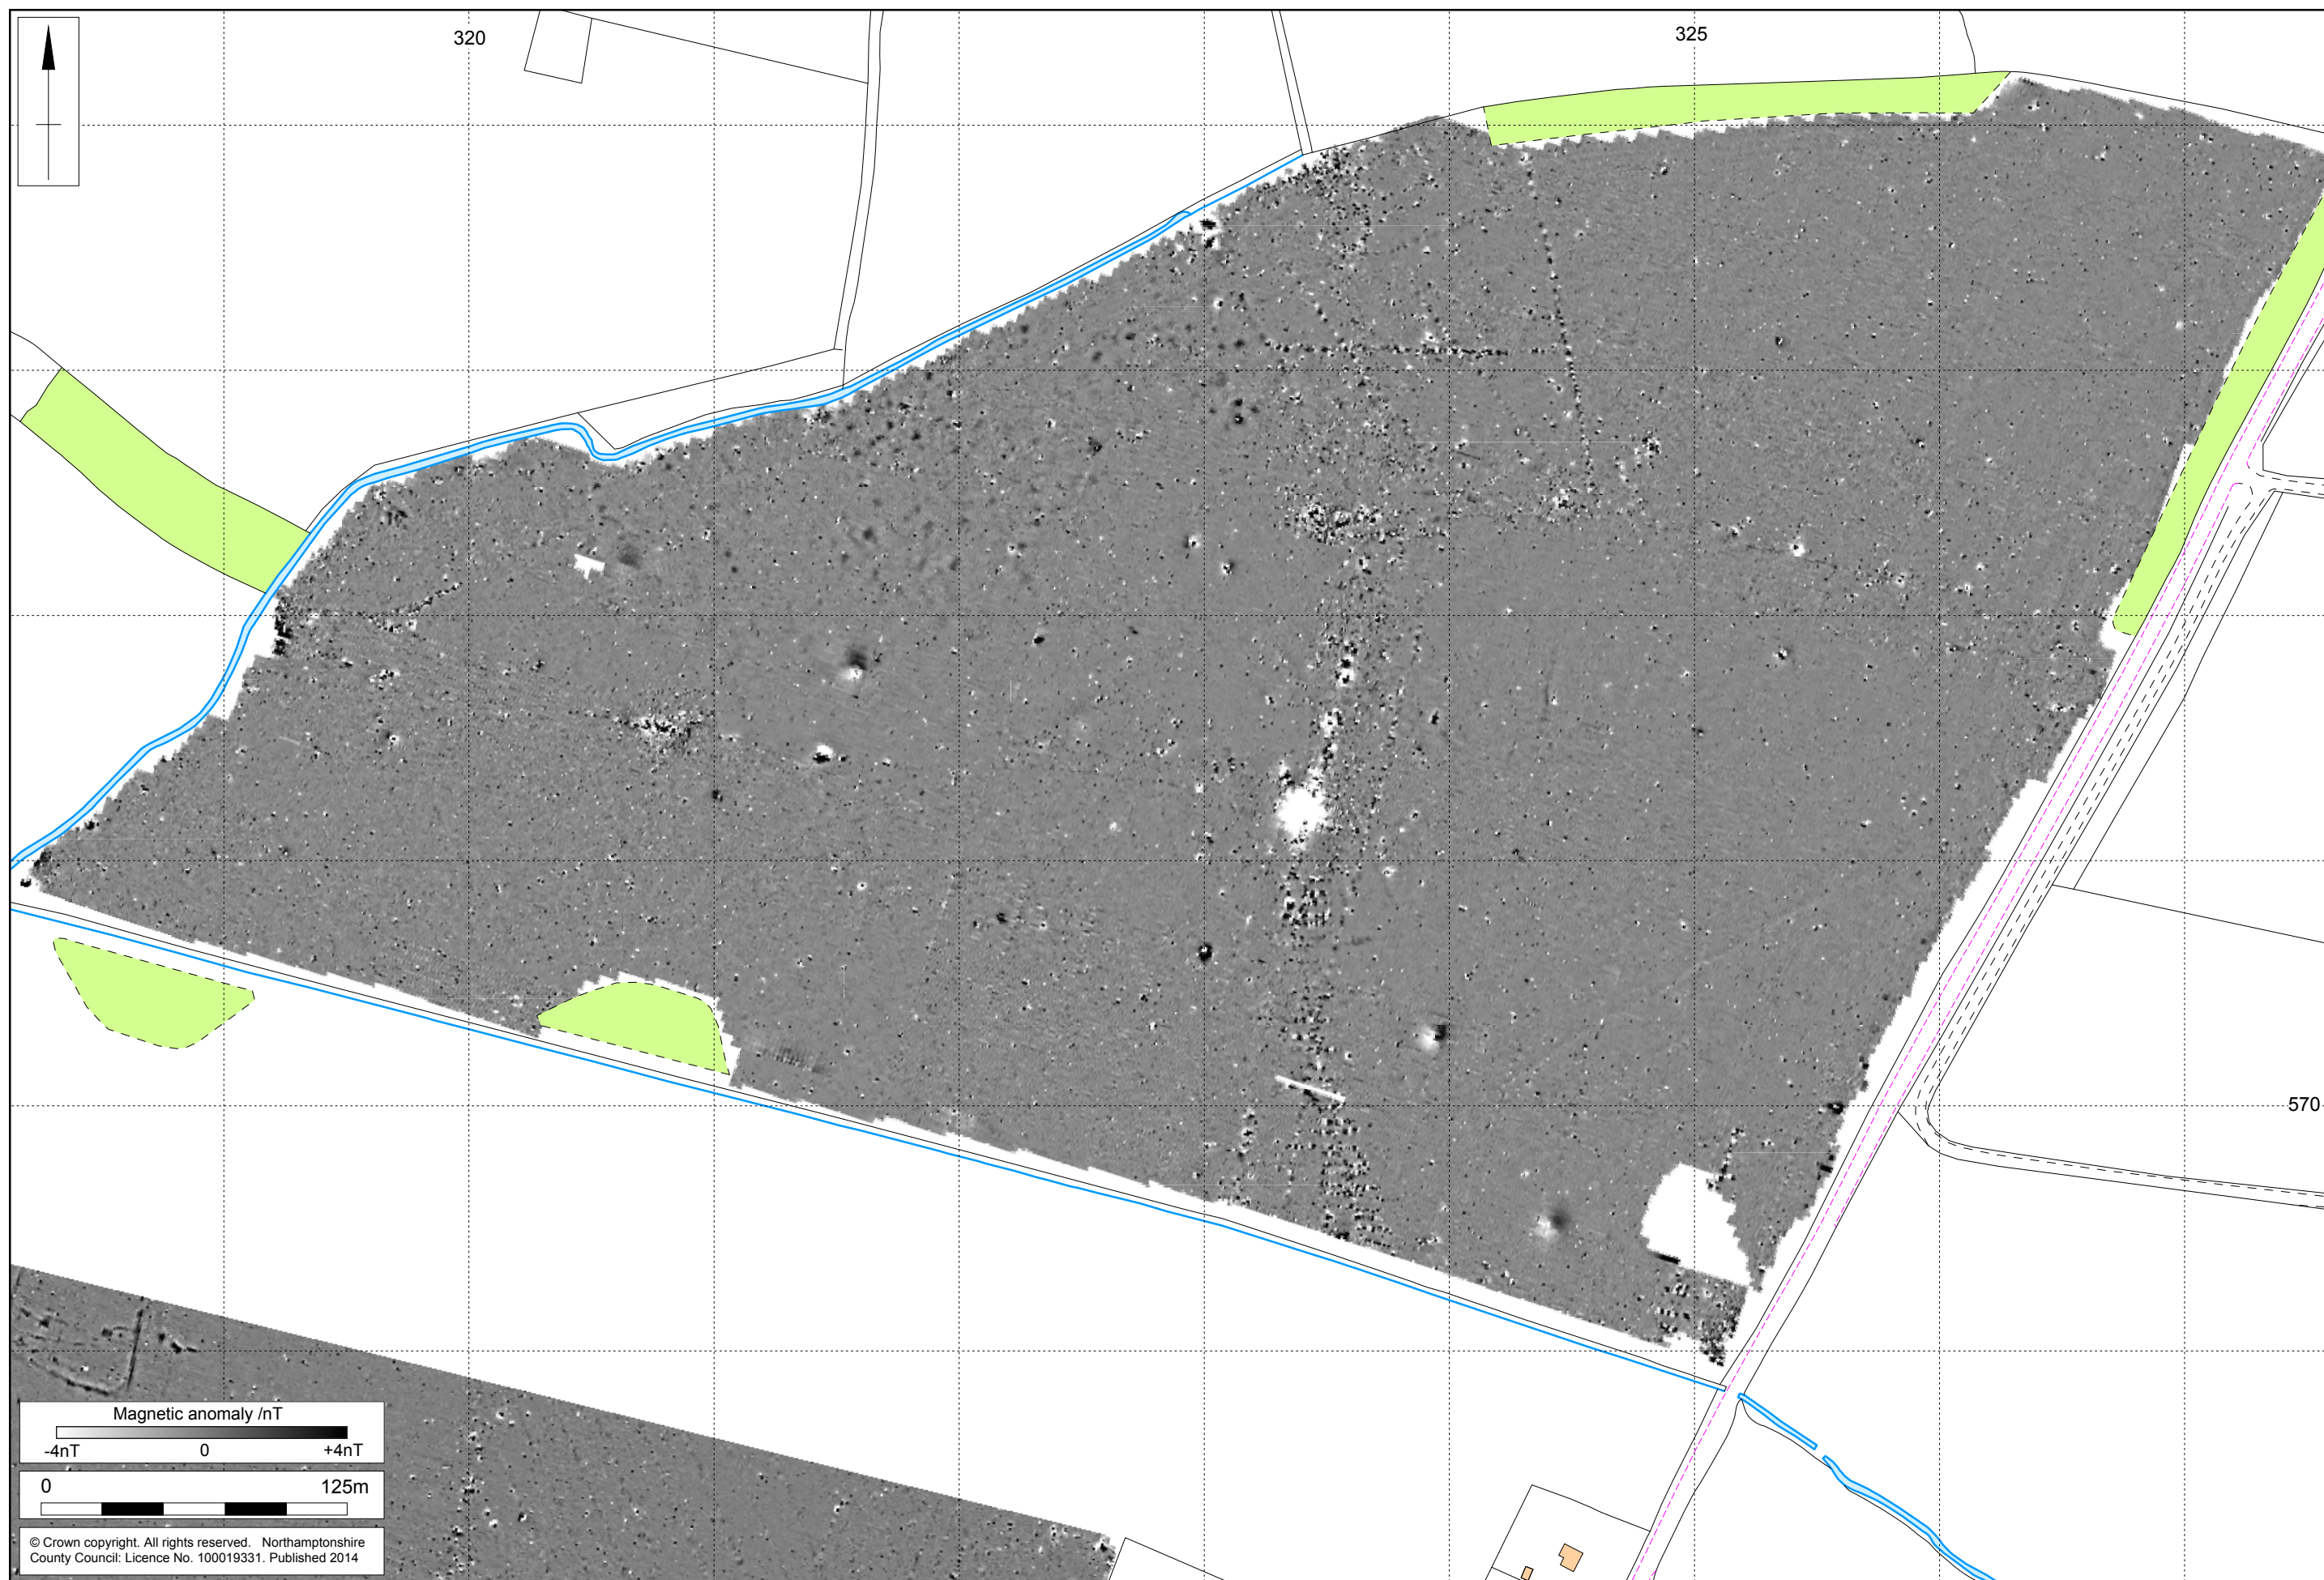 320
325
570
Magnetic anomaly /nT
-4nT 0 +4nT
0 125m
© Crown copyright. All rights reserved. Northamptonshire
County Council: Licence No. 100019331. Published 2014